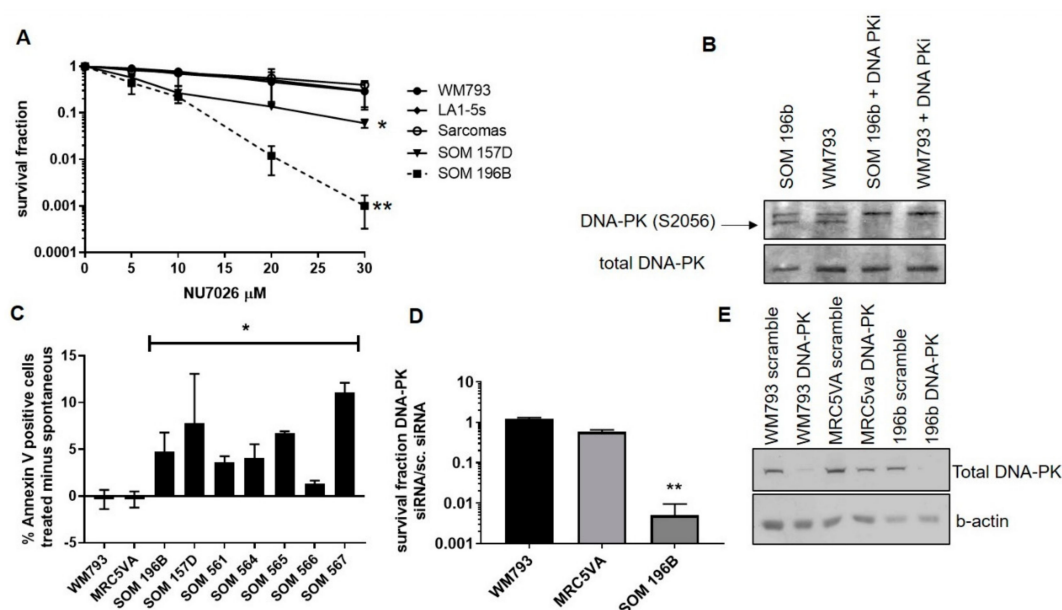 A
survival fraction
1
0.1
0.01
0.001
0.0001
0 5 10 15 20 25 30
NU7026 μM
*
**
WM793
LA1-5s
Sarcomas
SOM 157D
SOM 196B
B
SOM 196b
WM793
SOM 196b + DNA PKi
WM793 + DNA PKi
DNA-PK (S2056)
total DNA-PK
C
% Annexin V positive cells
treated minus spontaneous
15
10
5
0
-5
*
WM793
MRC5VA
SOM 196B
SOM 157D
SOM 561
SOM 564
SOM 565
SOM 566
SOM 567
D
survival fraction DNA-PK
siRNA/sc. siRNA
10
1
0.1
0.01
0.001
**
WM793
MRC5VA
SOM 196B
E
WM793 scramble
WM793 DNA-PK
MRC5VA scramble
MRC5va DNA-PK
196b scramble
196b DNA-PK
Total DNA-PK
b-actin